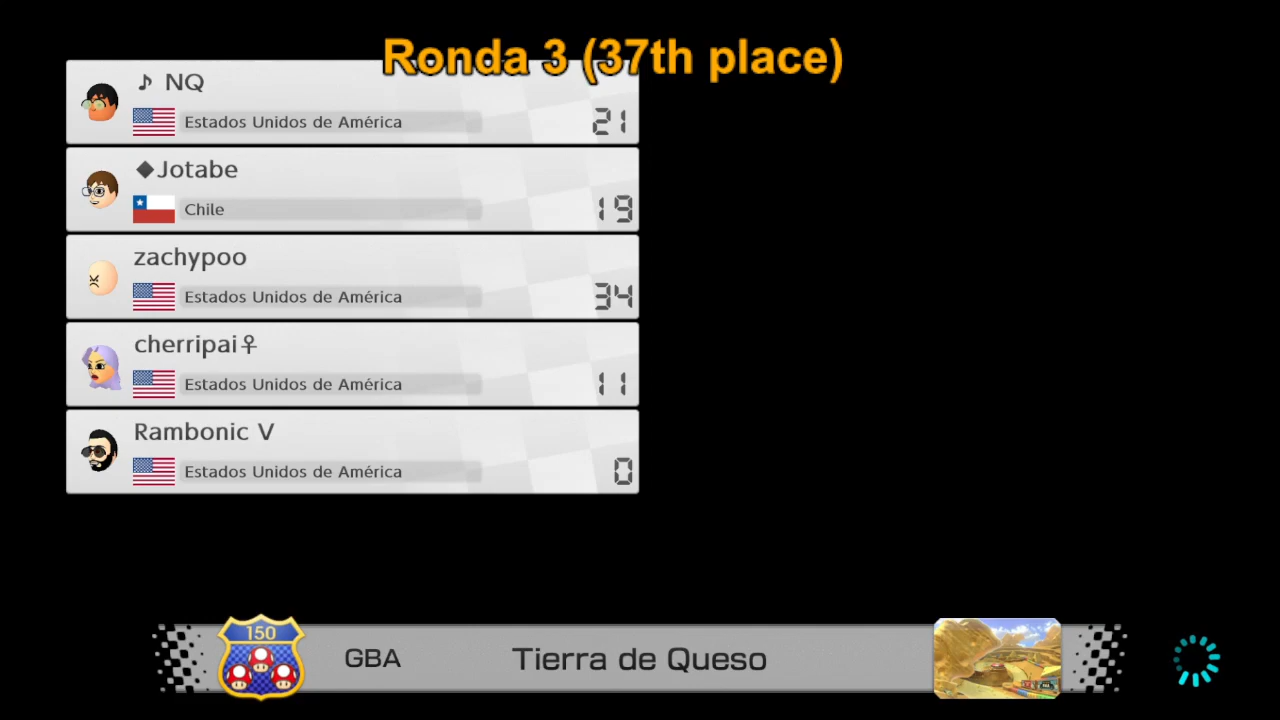 Ronda 3 (37th place)
♪ NQ
Estados Unidos de América
21
◆Jotabe
Chile
19
zachypoo
Estados Unidos de América
34
cherripai♀
Estados Unidos de América
11
Rambonic V
Estados Unidos de América
0
150
GBA
Tierra de Queso